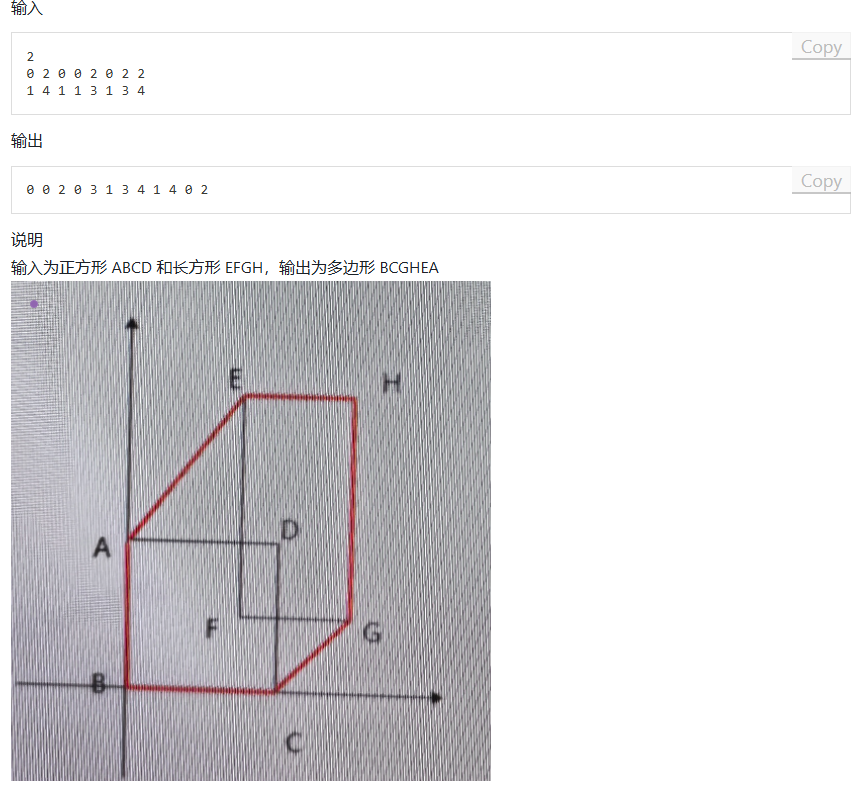 输入
Copy
2
0 2 0 0 2 0 2 2
1 4 1 1 3 1 3 4
输出
Copy
0 0 2 0 3 1 3 4 1 4 0 2
说明
输入为正方形 ABCD 和长方形 EFGH，输出为多边形 BCGHEA
E
H
D
A
F
G
B
C